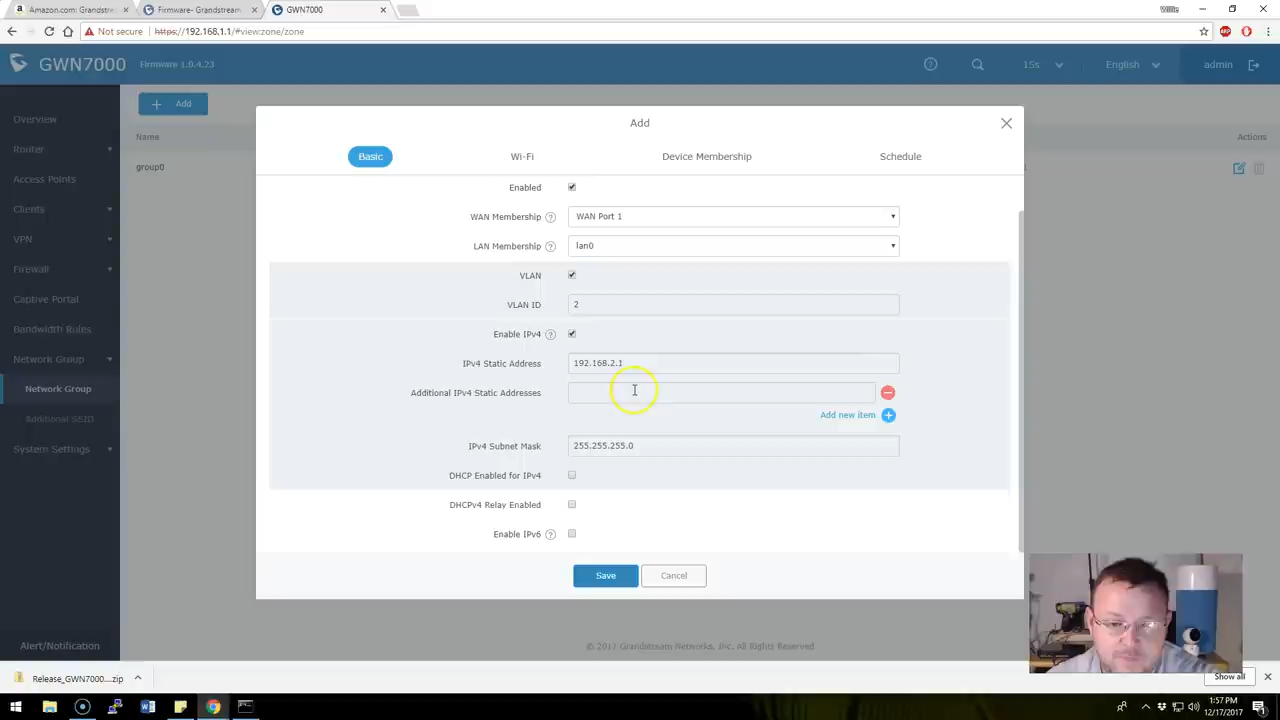 Amazon.com: Grandstre
Firmware- Grandstream
GWN7000
Willie
Not secure
https://192.168.1.1/#view:zone/zone
ABP
GWN7000
Firmware 1.0.4.23
15s
English
admin
Overview
Router
Access Points
Clients
VPN
Firewall
Captive Portal
Bandwidth Rules
Network Group
Network Group
Additional SSID
System Settings
Alert/Notification
Add
Name
Actions
group0
Add
Basic
Wi-Fi
Device Membership
Schedule
Enabled
WAN Membership
WAN Port 1
LAN Membership
lan0
VLAN
VLAN ID
2
Enable IPv4
IPv4 Static Address
192.168.2.1
Additional IPv4 Static Addresses
Add new item
IPv4 Subnet Mask
255.255.255.0
DHCP Enabled for IPv4
DHCPv4 Relay Enabled
Enable IPv6
Save
Cancel
© 2017 Grandstream Networks, Inc. All Rights Reserved
Release_GWN7000....zip
Show all
1:57 PM
12/17/2017